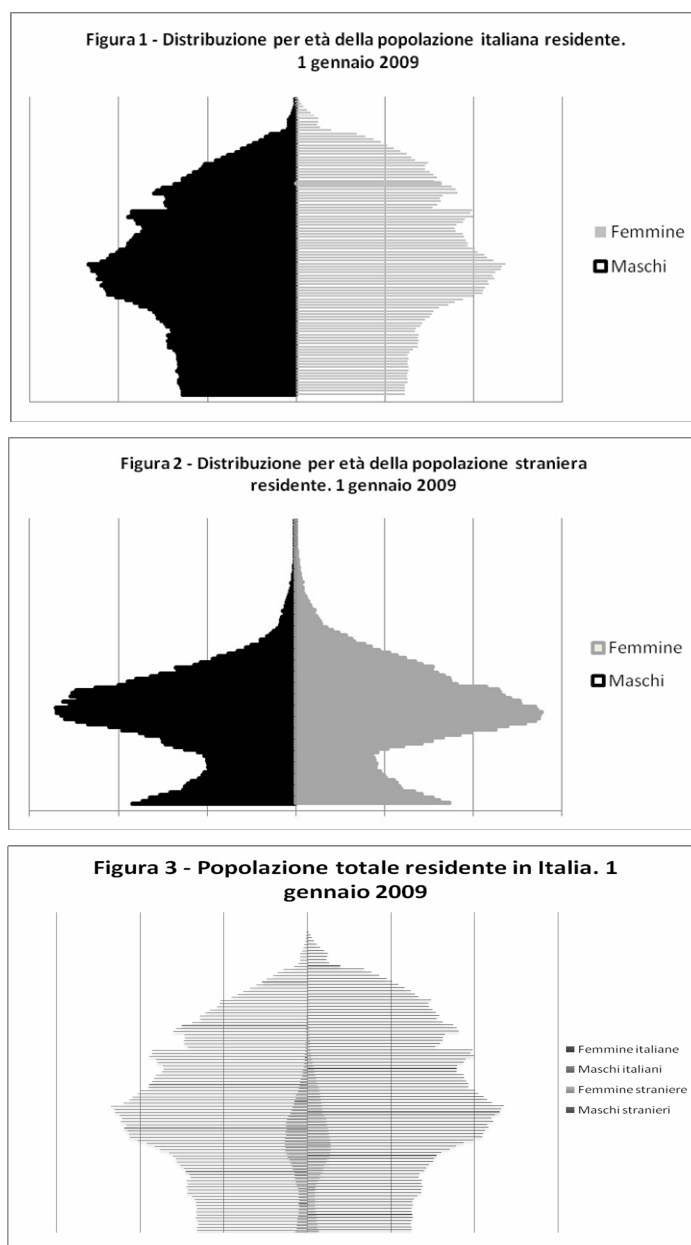 Figura 1 - Distribuzione per età della popolazione italiana residente.
1 gennaio 2009
Femmine
Maschi
Figura 2 - Distribuzione per età della popolazione straniera
residente. 1 gennaio 2009
Femmine
Maschi
Figura 3 - Popolazione totale residente in Italia. 1
gennaio 2009
Femmine italiane
Maschi italiani
Femmine straniere
Maschi stranieri